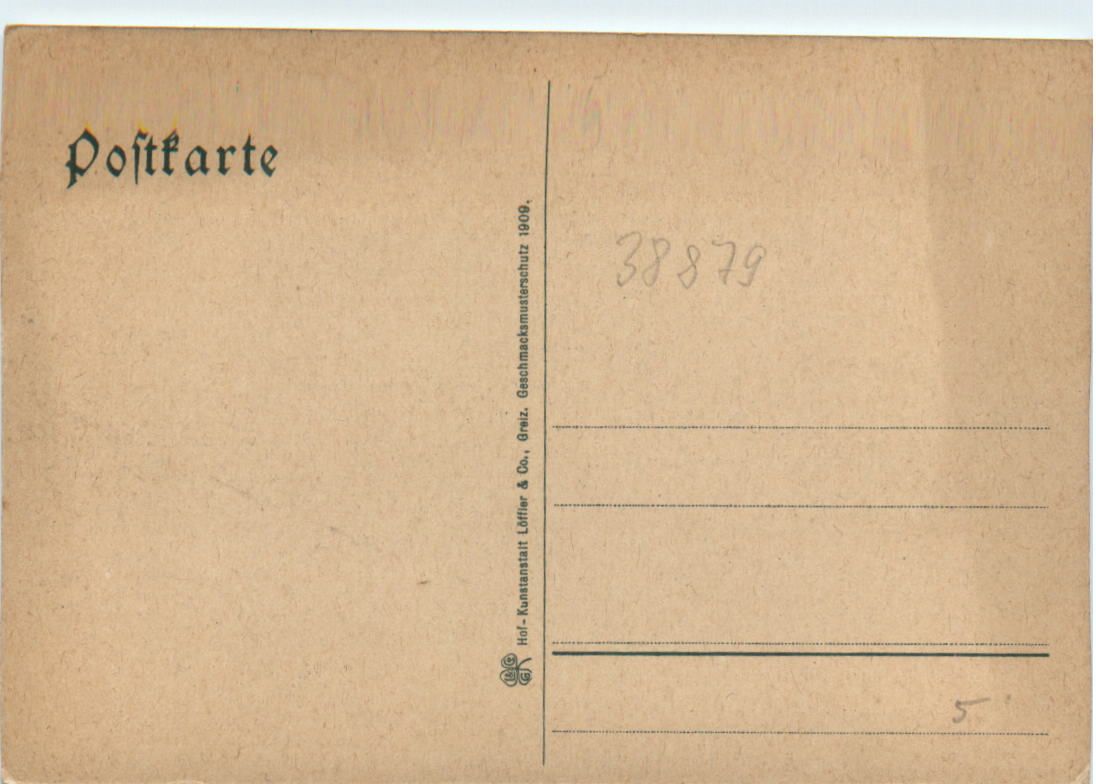 Poſtkarte
Hof-Kunstanstalt Löffler & Co., Greiz. Geschmacksmusterschutz 1909.
38879
5